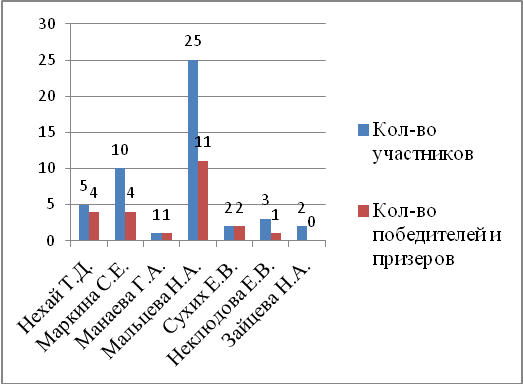 30
25
20
15
10
5
0
5
4
10
4
1
1
25
11
2
2
3
1
2
0
Нехай Т.Д.
Маркина С.Е.
Манаева Г.А.
Мальцева Н.А.
Сухих Е.В.
Неклюдова Е.В.
Зайцева Н.А.
Кол-во
участников
Кол-во
победителей и
призеров